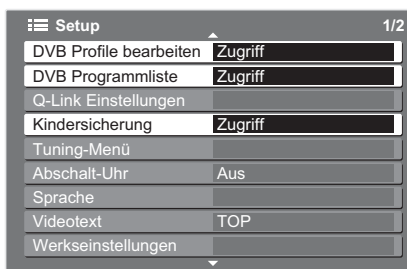 Setup 1/2
DVB Profile bearbeiten Zugriff
DVB Programmliste Zugriff
Q-Link Einstellungen
Kindersicherung Zugriff
Tuning-Menü
Abschalt-Uhr Aus
Sprache
Videotext TOP
Werkseinstellungen